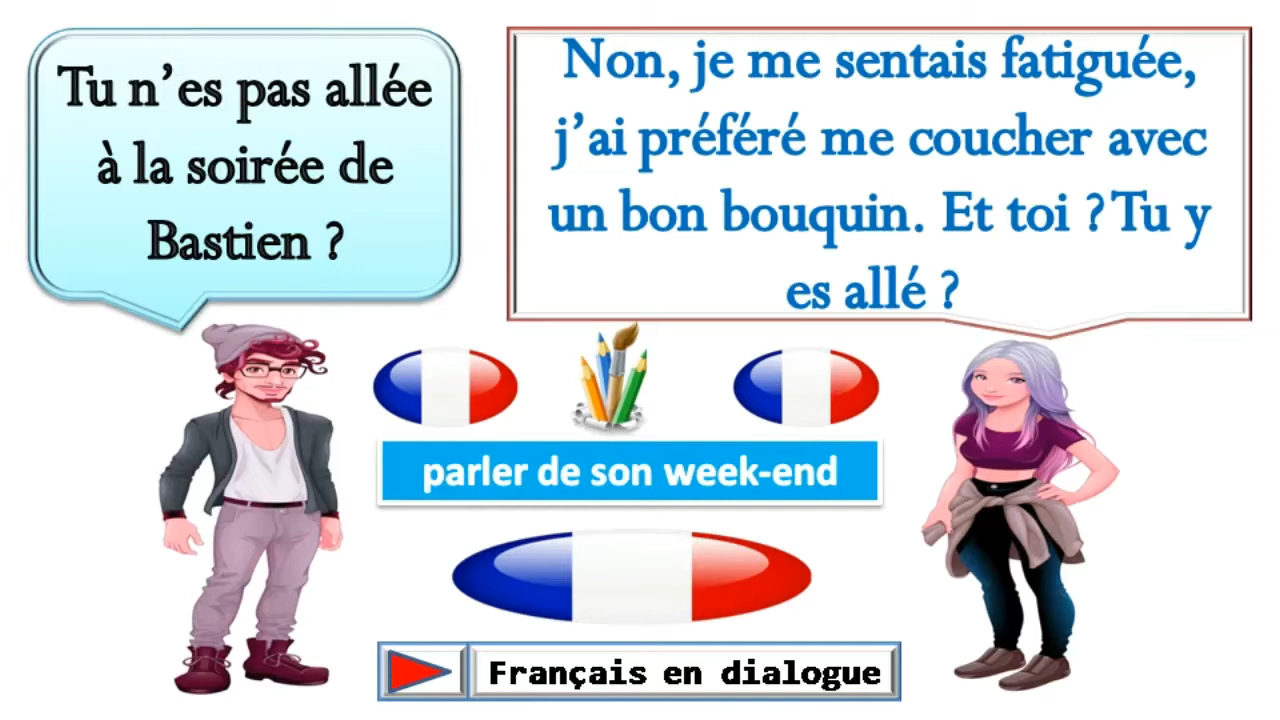 Tu n’es pas allée
à la soirée de
Bastien ?
Non, je me sentais fatiguée,
j’ai préféré me coucher avec
un bon bouquin. Et toi ? Tu y
es allé ?
parler de son week-end
Français en dialogue